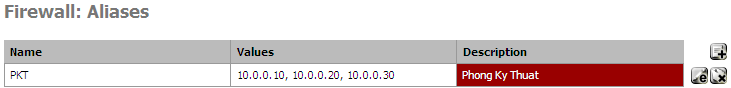 Firewall: Aliases
Name Values Description
PKT 10.0.0.10, 10.0.0.20, 10.0.0.30 Phong Ky Thuat